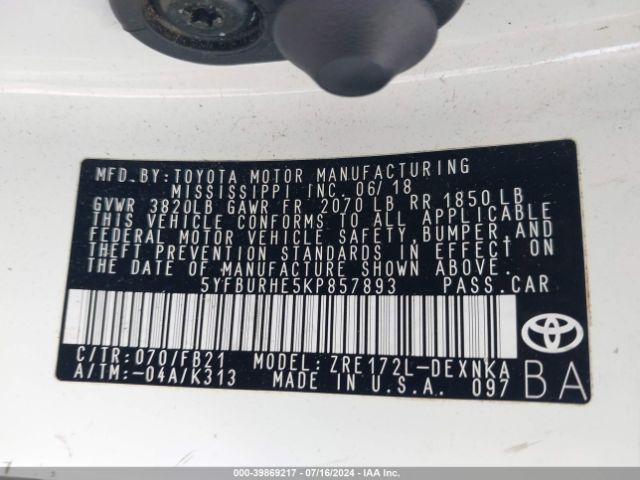 MFD.BY:TOYOTA MOTOR MANUFACTURING
MISSISSIPPI INC.06/18
GVWR 3820LB GAWR FR 2070 LB RR 1850 LB
THIS VEHICLE CONFORMS TO ALL APPLICABLE
FEDERAL MOTOR VEHICLE SAFETY,BUMPER,AND
THEFT PREVENTION STANDARDS IN EFFECT ON
THE DATE OF MANUFACTURE SHOWN ABOVE.
5YFBURHE5KP857893 PASS.CAR
C/TR:070/FB21 MODEL:ZRE172L-DEXNKA
A/TM:-04A/K313 MADE IN U.S.A. 097 BA
000-39869217 - 07/16/2024 - IAA Inc.